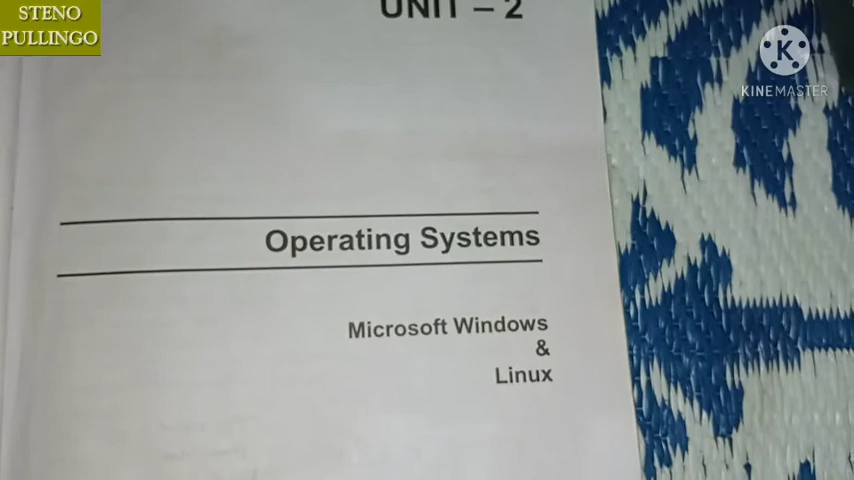 STENO
PULLINGO
UNIT – 2
K
KINEMASTER
Operating Systems
Microsoft Windows
&
Linux